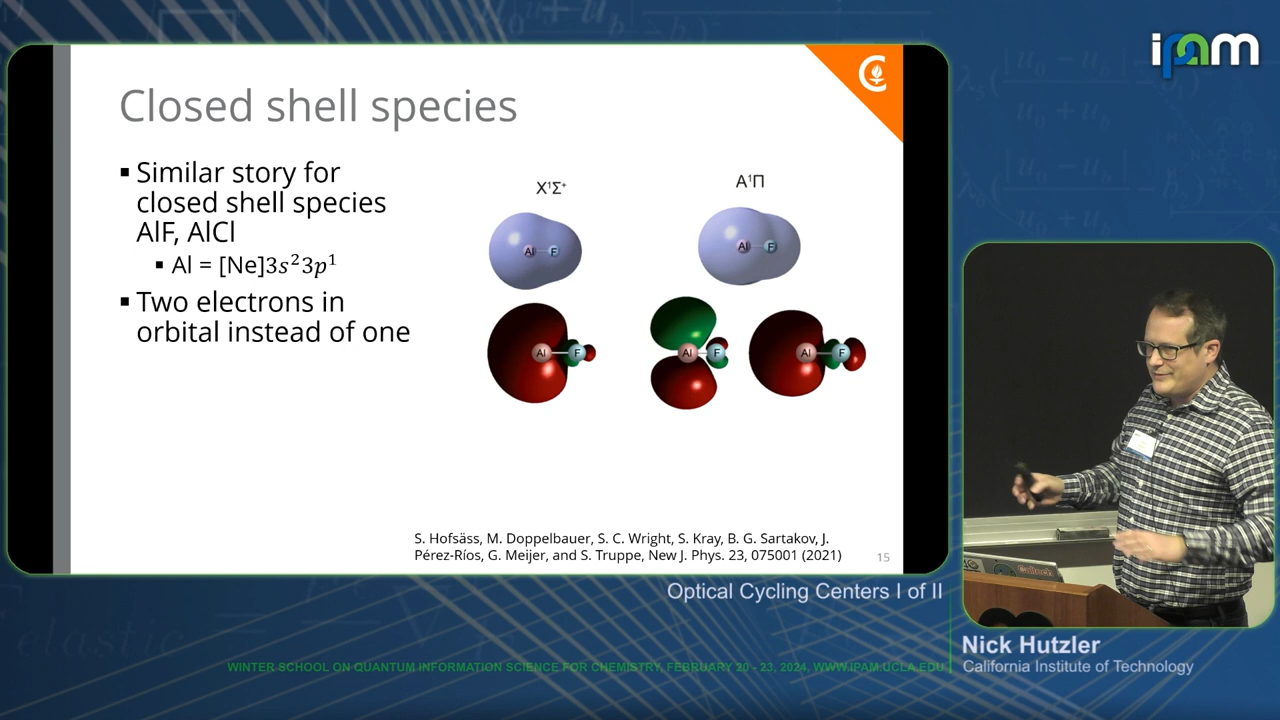 ipam
Closed shell species
▪ Similar story for
closed shell species
AlF, AlCl
▪ Al = [Ne]3s²3p¹
▪ Two electrons in
orbital instead of one
X¹Σ⁺
A¹Π
Al F
Al F
Al F
Al F
Al F
S. Hofsäss, M. Doppelbauer, S. C. Wright, S. Kray, B. G. Sartakov, J.
Pérez-Ríos, G. Meijer, and S. Truppe, New J. Phys. 23, 075001 (2021)
15
Optical Cycling Centers I of II
Nick Hutzler
California Institute of Technology
WINTER SCHOOL ON QUANTUM INFORMATION SCIENCE FOR CHEMISTRY, FEBRUARY 20 - 23, 2024, WWW.IPAM.UCLA.EDU